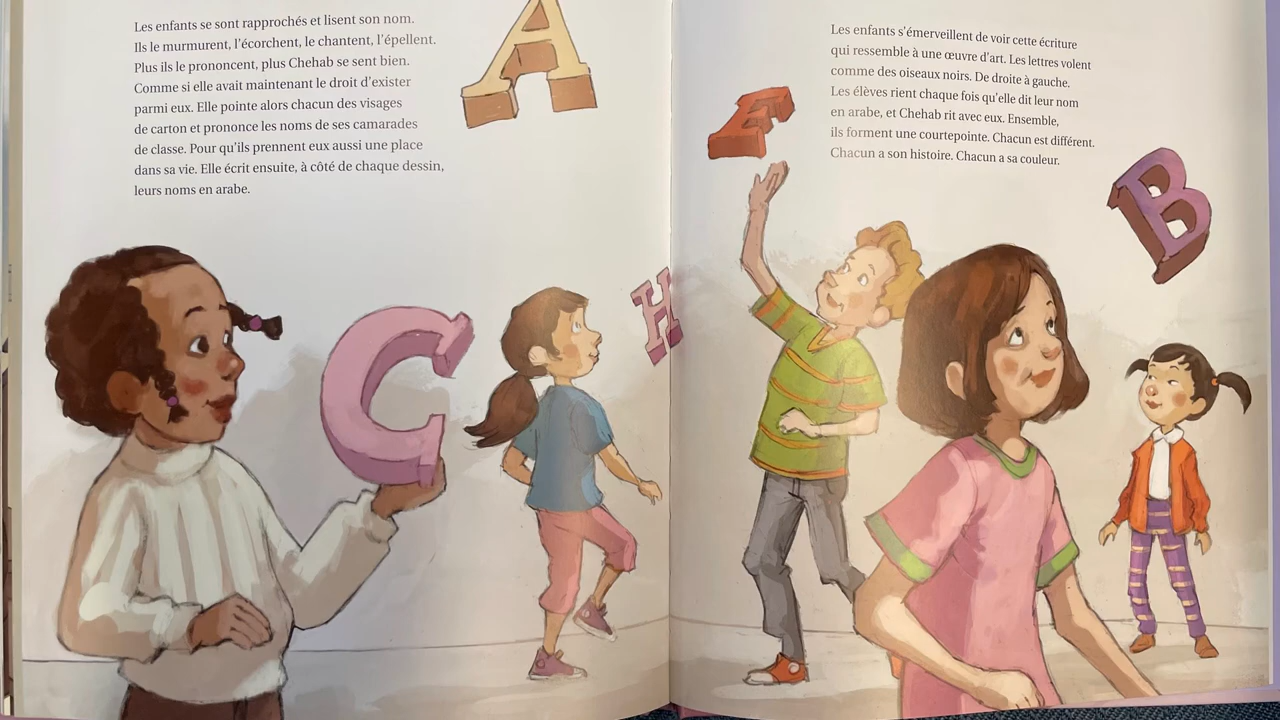 Les enfants se sont rapprochés et lisent son nom.
Ils le murmurent, l'écorchent, le chantent, l'épellent.
Plus ils le prononcent, plus Chehab se sent bien.
Comme si elle avait maintenant le droit d'exister
parmi eux. Elle pointe alors chacun des visages
de carton et prononce les noms de ses camarades
de classe. Pour qu'ils prennent eux aussi une place
dans sa vie. Elle écrit ensuite, à côté de chaque dessin,
leurs noms en arabe.
A
C
H
Les enfants s'émerveillent de voir cette écriture
qui ressemble à une œuvre d'art. Les lettres volent
comme des oiseaux noirs. De droite à gauche.
Les élèves rient chaque fois qu'elle dit leur nom
en arabe, et Chehab rit avec eux. Ensemble,
ils forment une courtepointe. Chacun est différent.
Chacun a son histoire. Chacun a sa couleur.
E
B